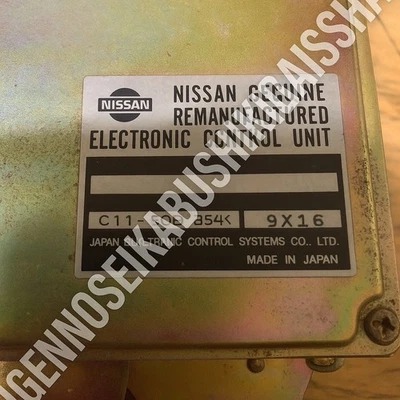 NISSAN
NISSAN GENUINE
REMANUFACTURED
ELECTRONIC CONTROL UNIT
9X16
JAPAN ELECTRONIC CONTROL SYSTEMS CO., LTD.
MADE IN JAPAN